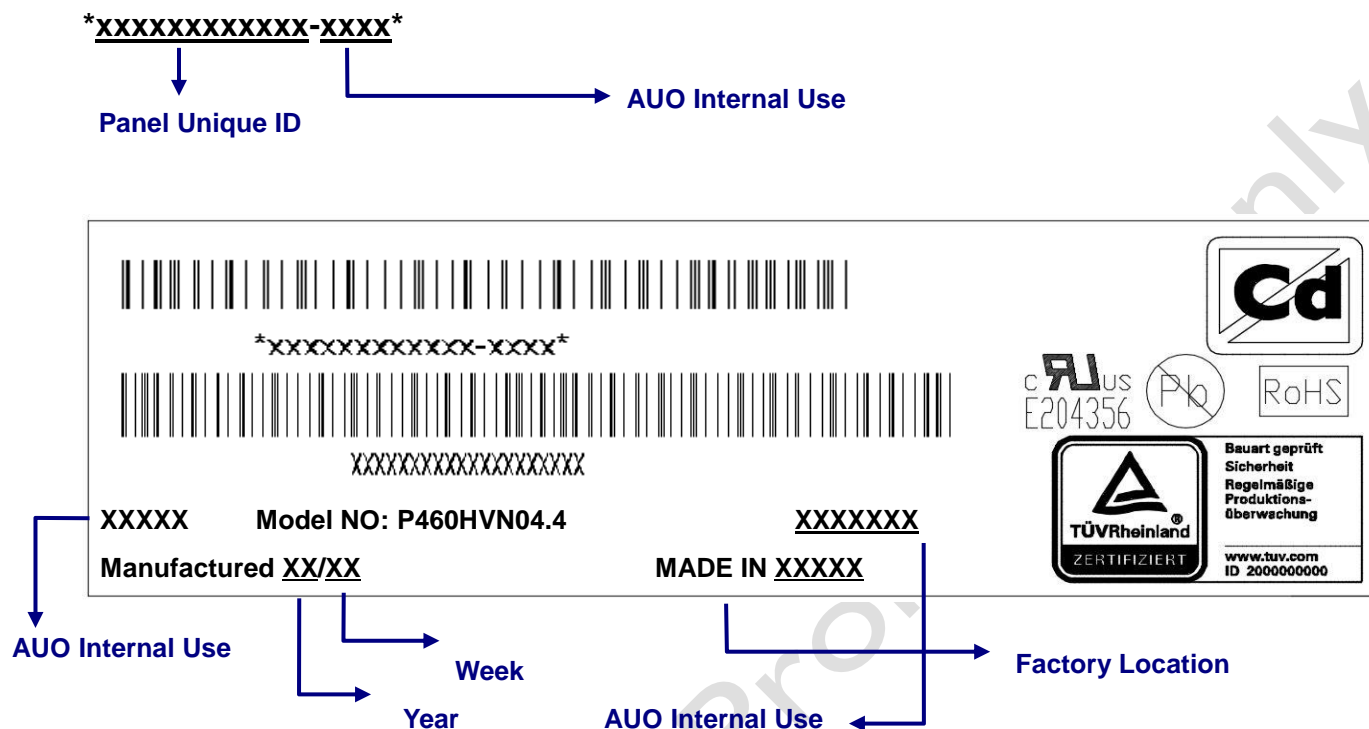 *xxxxxxxxxxxx-xxxx*
AUO Internal Use
Panel Unique ID
Cd
*xxxxxxxxxxxx-xxxx*
c RU us
E204356
Pb
RoHS
XXXXXXXXXXXXXXXXXXXX
TÜVRheinland®
ZERTIFIZIERT
Bauart geprüft
Sicherheit
Regelmäßige
Produktions-
überwachung
www.tuv.com
ID 2000000000
XXXXX Model NO: P460HVN04.4 XXXXXXX
Manufactured XX/XX MADE IN XXXXX
AUO Internal Use
Week
Factory Location
Year
AUO Internal Use